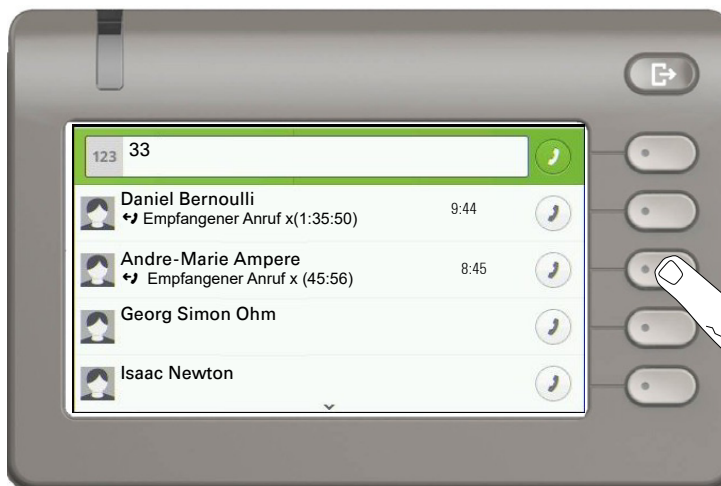 123 33
Daniel Bernoulli 9:44
Empfangener Anruf x(1:35:50)
Andre-Marie Ampere
Empfangener Anruf x (45:56) 8:45
Georg Simon Ohm
Isaac Newton